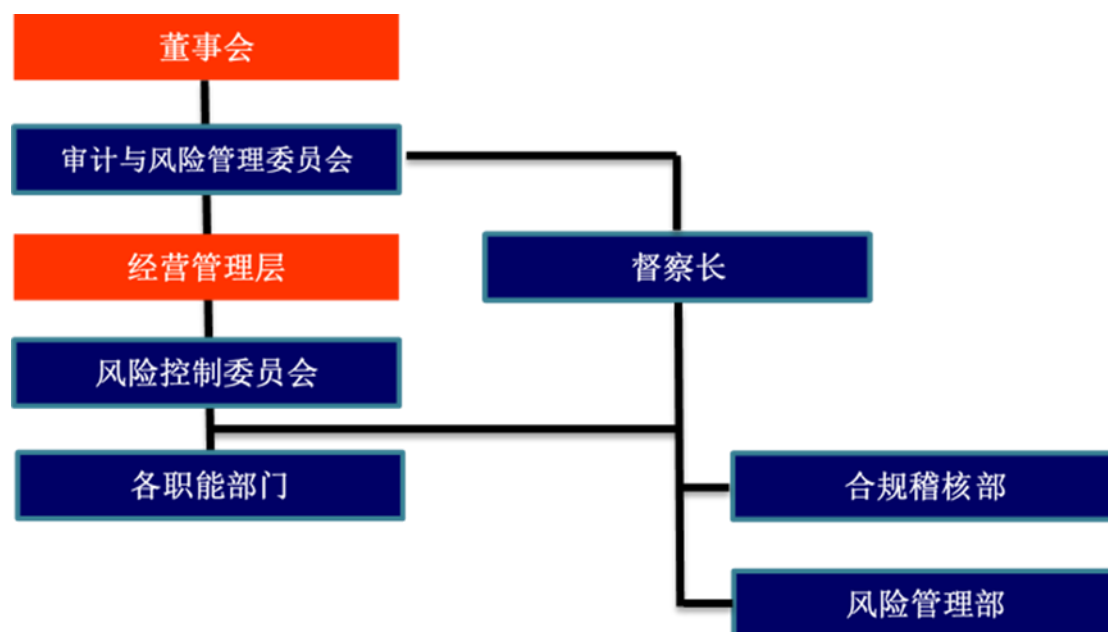 董事会
审计与风险管理委员会
经营管理层
督察长
风险控制委员会
各职能部门
合规稽核部
风险管理部